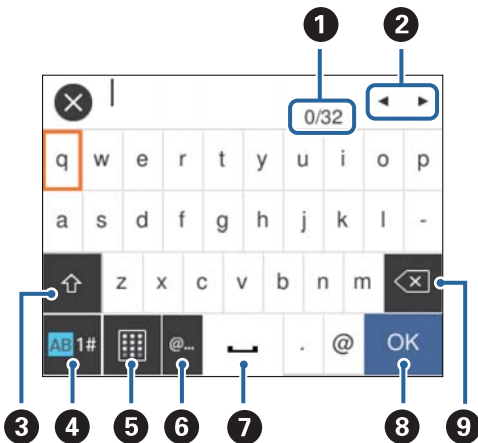 1 2
0/32
q w e r t y u i o p
a s d f g h j k l -
z x c v b n m
AB 1# @... . @ OK
3 4 5 6 7 8 9